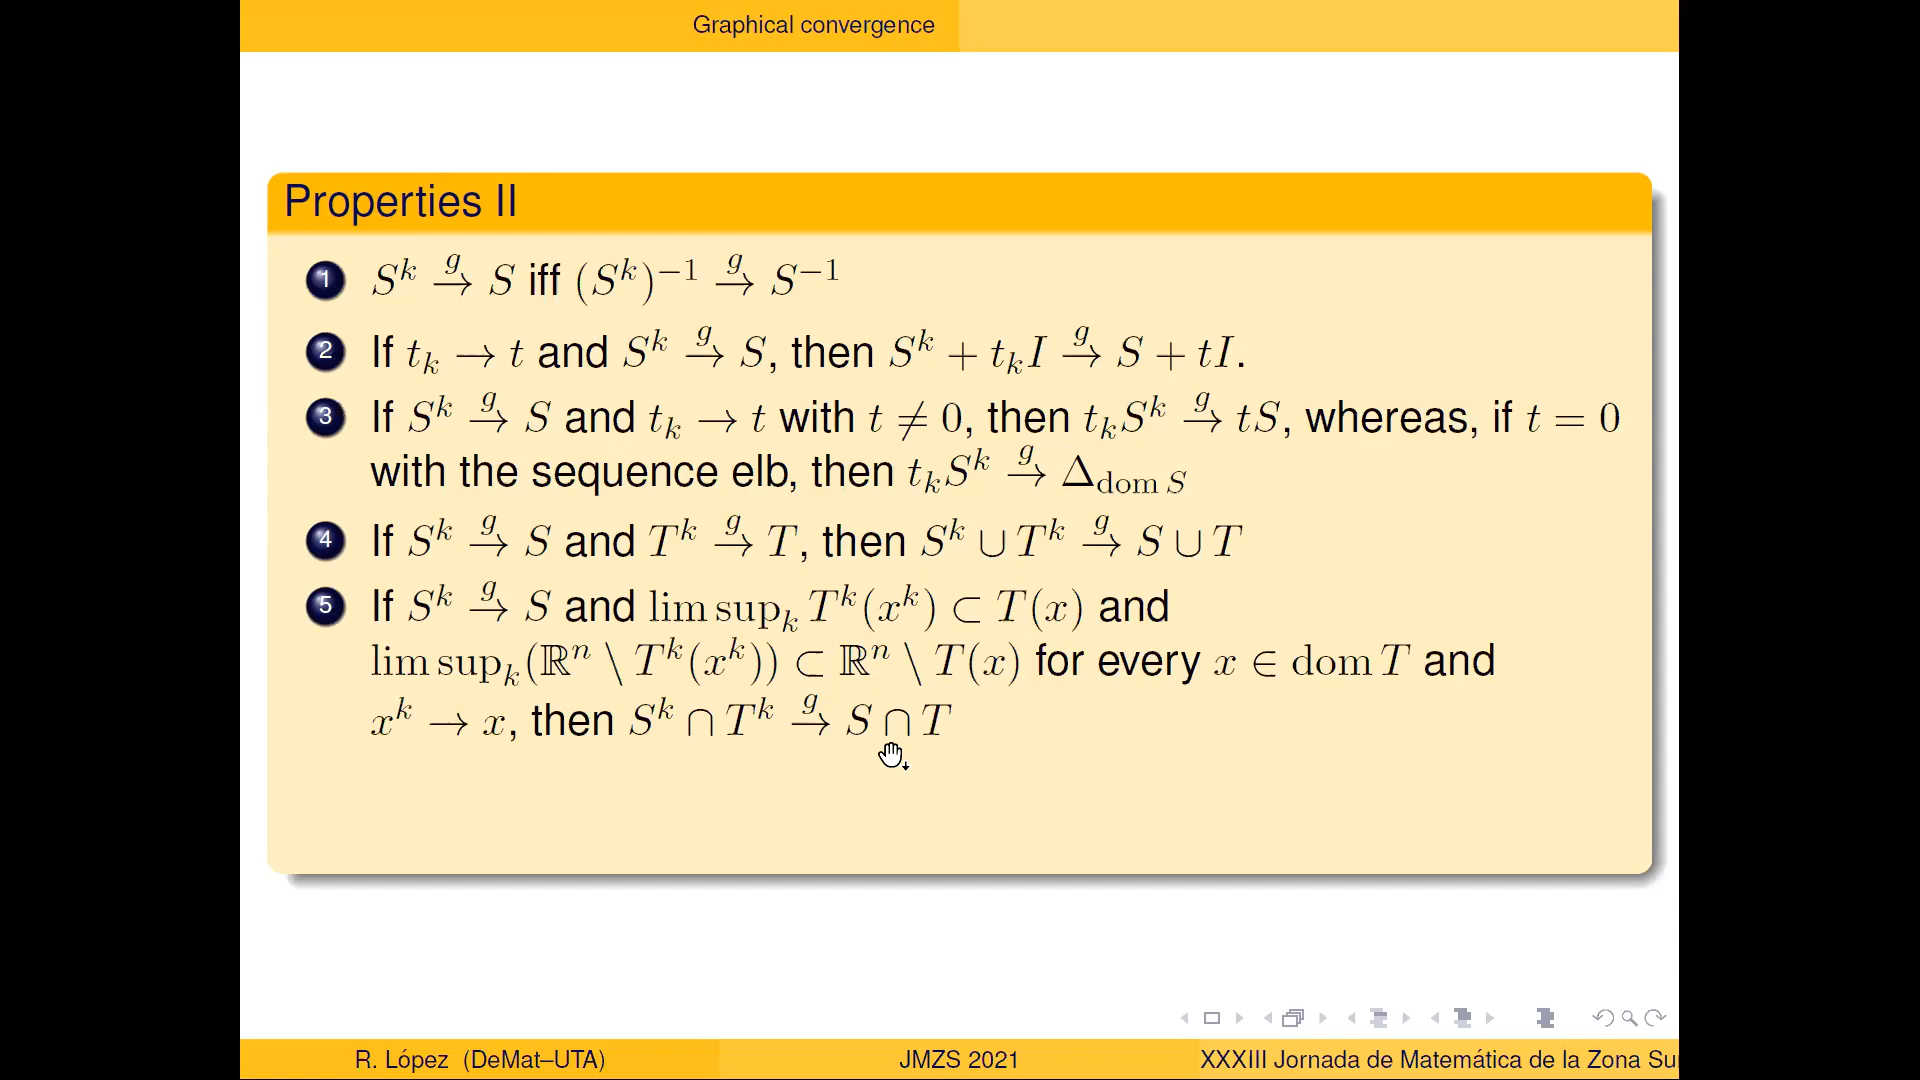 Graphical convergence
Properties II
1 $S^k \xrightarrow{g} S$ iff $(S^k)^{-1} \xrightarrow{g} S^{-1}$
2 If $t_k \to t$ and $S^k \xrightarrow{g} S$, then $S^k + t_k I \xrightarrow{g} S + tI$.
3 If $S^k \xrightarrow{g} S$ and $t_k \to t$ with $t \neq 0$, then $t_k S^k \xrightarrow{g} tS$, whereas, if $t = 0$
with the sequence elb, then $t_k S^k \xrightarrow{g} \Delta_{\operatorname{dom} S}$
4 If $S^k \xrightarrow{g} S$ and $T^k \xrightarrow{g} T$, then $S^k \cup T^k \xrightarrow{g} S \cup T$
5 If $S^k \xrightarrow{g} S$ and $\limsup_k T^k(x^k) \subset T(x)$ and
$\limsup_k (\mathbb{R}^n \setminus T^k(x^k)) \subset \mathbb{R}^n \setminus T(x)$ for every $x \in \operatorname{dom} T$ and
$x^k \to x$, then $S^k \cap T^k \xrightarrow{g} S \cap T$
R. López (DeMat–UTA) JMZS 2021 XXXIII Jornada de Matemática de la Zona Su